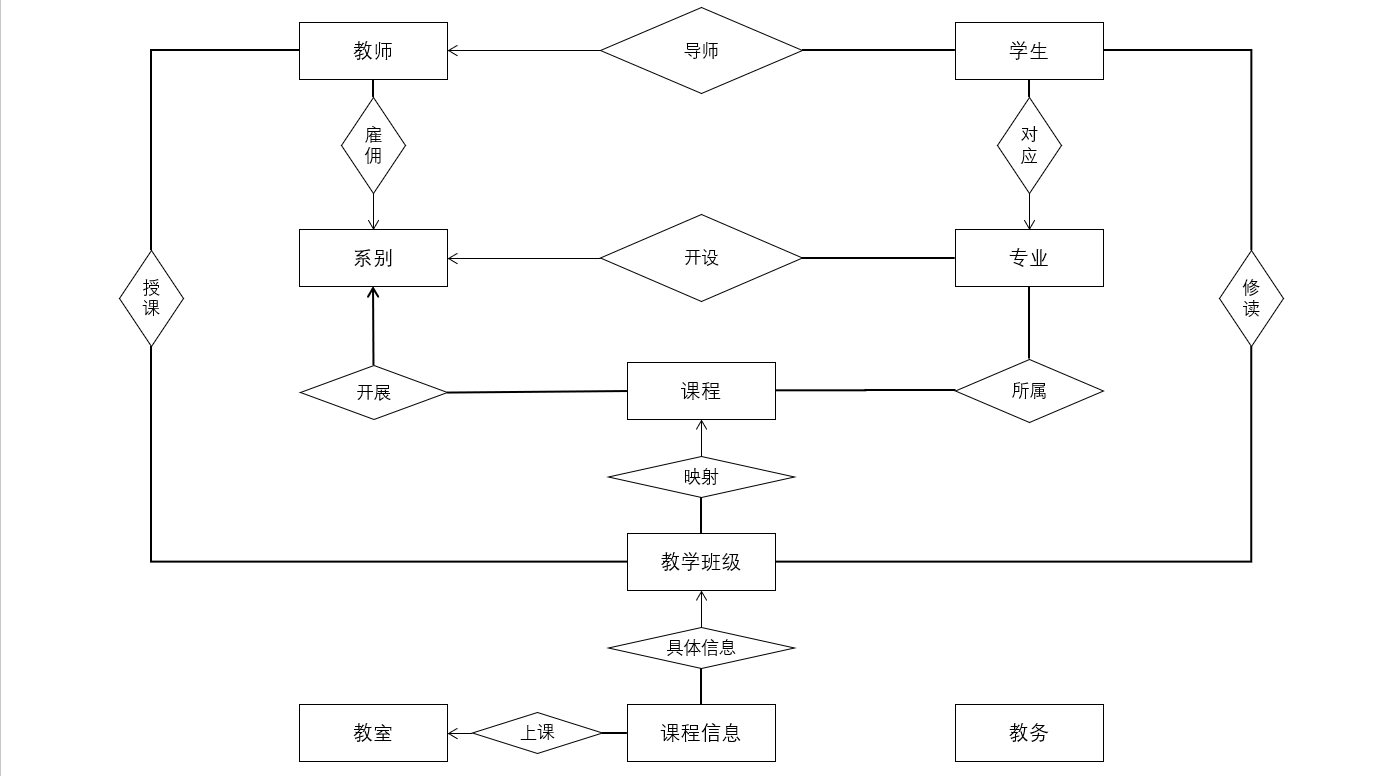 教师
导师
学生
雇
佣
对
应
系别
开设
专业
授
课
修
读
开展
课程
所属
映射
教学班级
具体信息
教室
上课
课程信息
教务